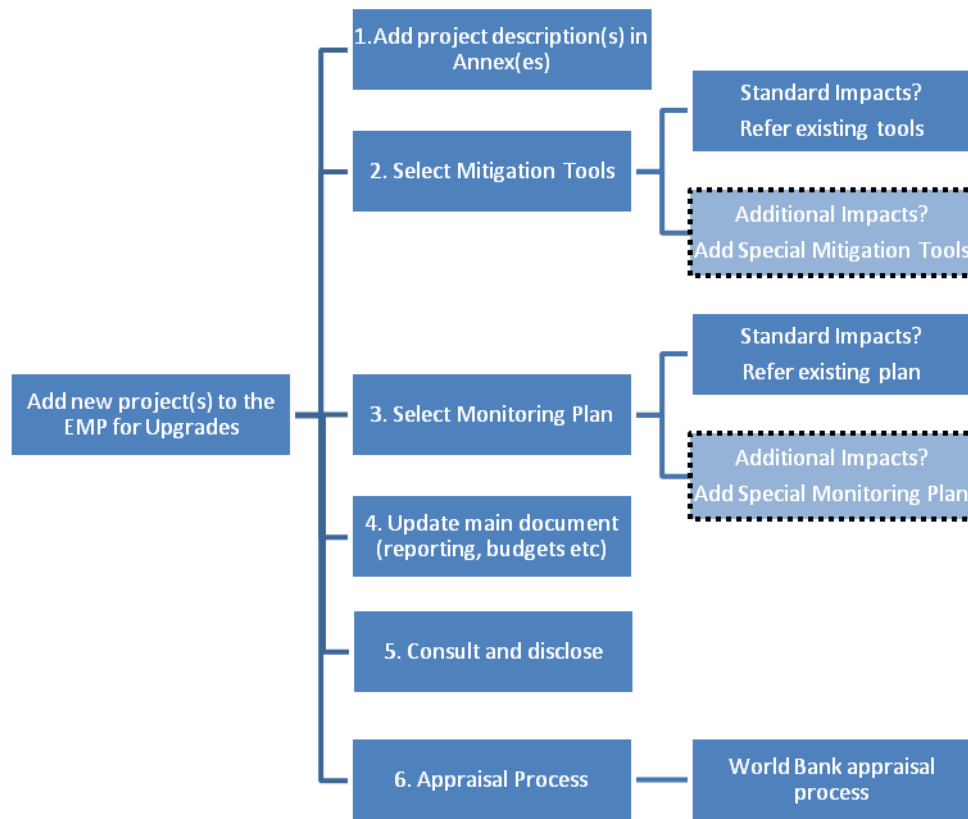 1.Add project description(s) in
Annex(es)
Standard Impacts?
Refer existing tools
2. Select Mitigation Tools
Additional Impacts?
Add Special Mitigation Tools
Standard Impacts?
Refer existing plan
Add new project(s) to the
EMP for Upgrades
3. Select Monitoring Plan
Additional Impacts?
Add Special Monitoring Plan
4. Update main document
(reporting, budgets etc)
5. Consult and disclose
6. Appraisal Process
World Bank appraisal
process